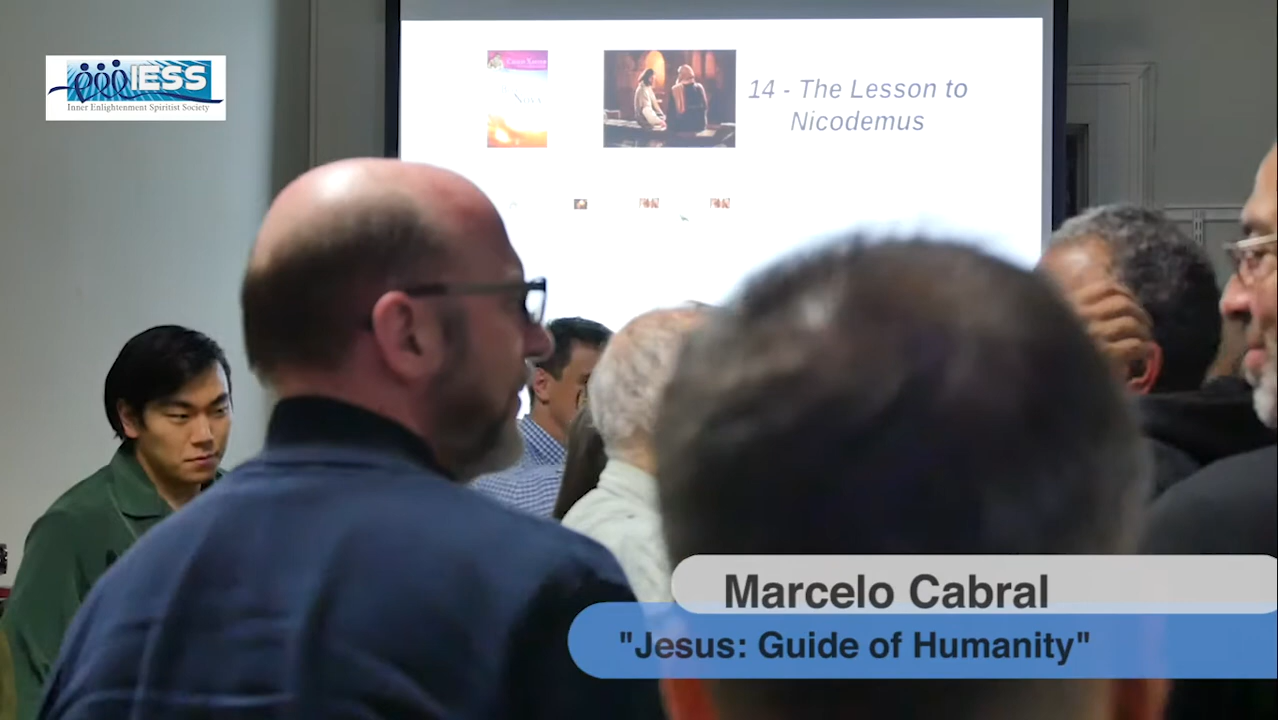 IESS
Inner Enlightenment Spiritist Society
14 - The Lesson to
Nicodemus
Marcelo Cabral
"Jesus: Guide of Humanity"